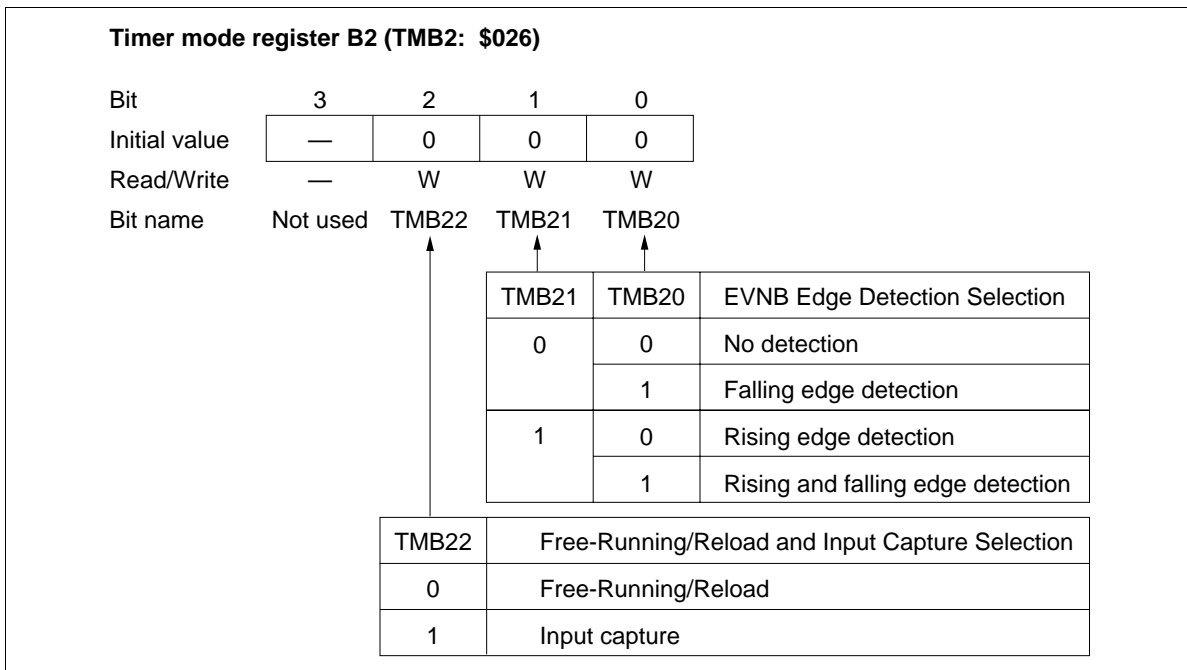 Timer mode register B2 (TMB2: $026)
Bit 3 2 1 0
Initial value — 0 0 0
Read/Write — W W W
Bit name Not used TMB22 TMB21 TMB20
TMB21 TMB20 EVNB Edge Detection Selection
0 0 No detection
1 Falling edge detection
1 0 Rising edge detection
1 Rising and falling edge detection
TMB22 Free-Running/Reload and Input Capture Selection
0 Free-Running/Reload
1 Input capture